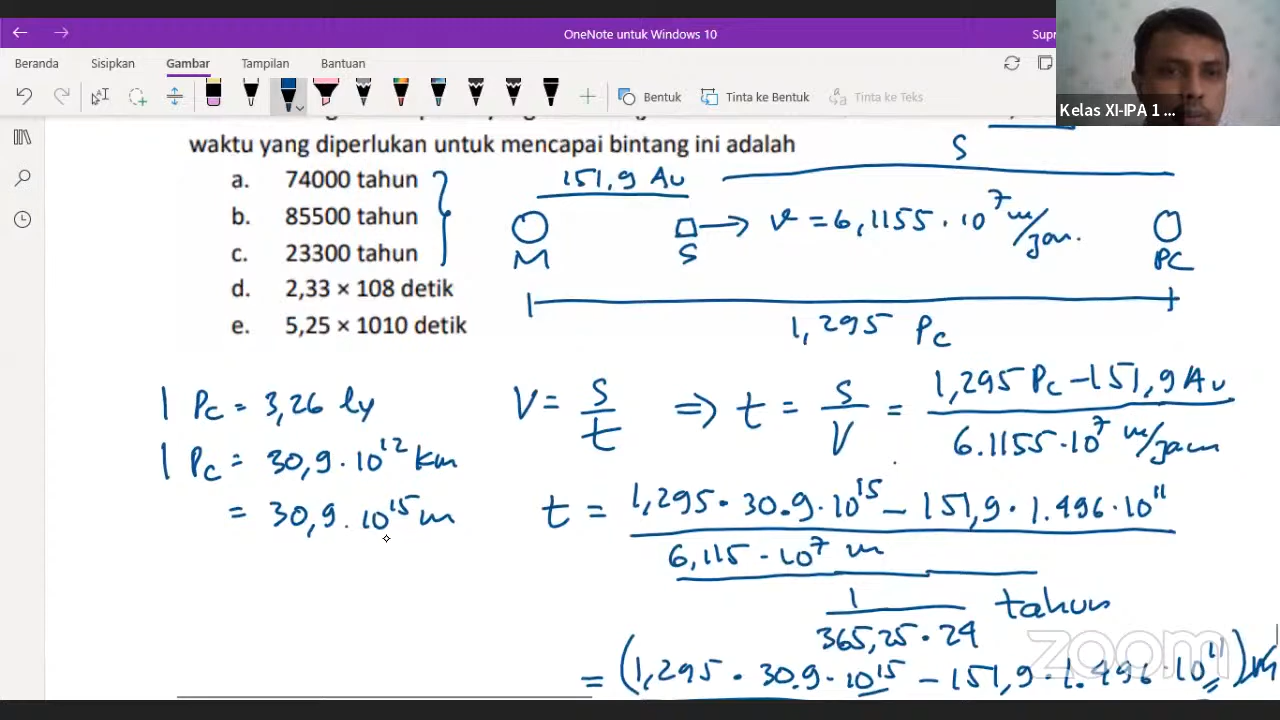 OneNote untuk Windows 10
Supr
Beranda Sisipkan Gambar Tampilan Bantuan
Kelas XI-IPA 1 ...
Bentuk Tinta ke Bentuk Tinta ke Teks
waktu yang diperlukan untuk mencapai bintang ini adalah
S
a. 74000 tahun
151,9 Au
b. 85500 tahun
v = 6,1155 · 10⁷ m/jam.
c. 23300 tahun
M S PC
d. 2,33 × 108 detik
e. 5,25 × 1010 detik
1,295 Pc
1 Pc = 3,26 ly
V = s/t ⇒ t = s/V = (1,295 Pc - 151,9 Au)/(6.1155 · 10⁷ m/jam)
1 Pc = 30,9 · 10¹² km
= 30,9 · 10¹⁵ m
t = 1,295 · 30.9 · 10¹⁵ - 151,9 · 1.496 · 10¹¹
6,115 · 10⁷ m
1/(365,25 · 24) tahun
zoom
= (1,295 · 30.9 · 10¹⁵ - 151,9 · 1.496 · 10¹¹) m